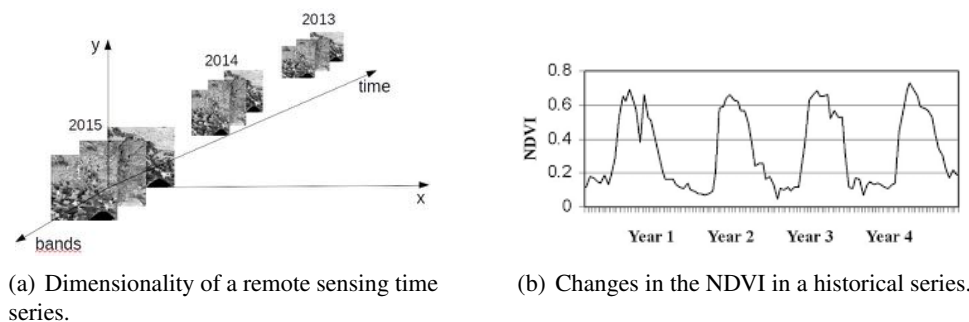 2013
y
2014
time
2015
x
bands
(a) Dimensionality of a remote sensing time
series.
0.8
0.6
0.4
0.2
0
NDVI
Year 1 Year 2 Year 3 Year 4
(b) Changes in the NDVI in a historical series.